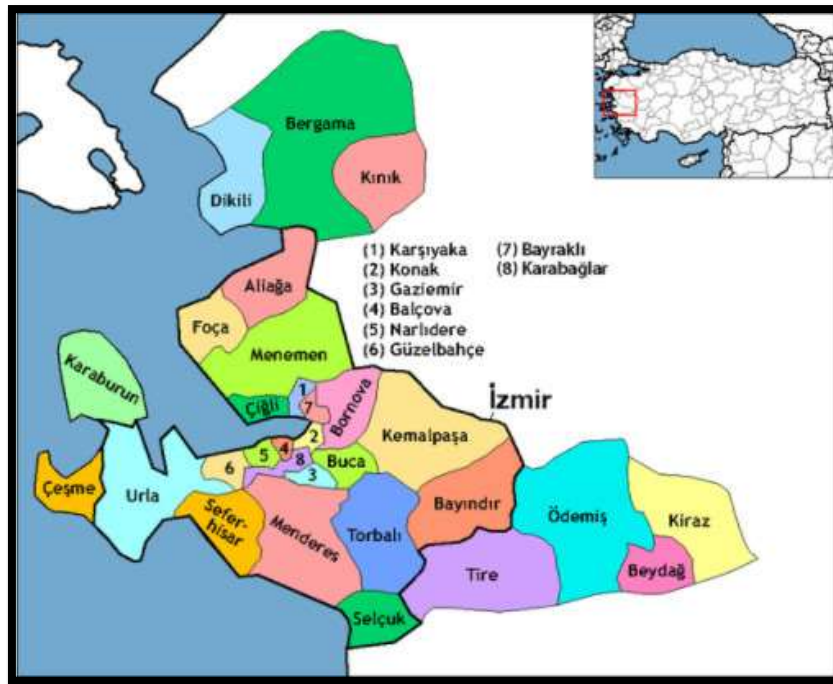 Bergama
Kınık
Dikili
(1) Karşıyaka
(2) Konak
(3) Gaziemir
(4) Balçova
(5) Narlıdere
(6) Güzelbahçe
(7) Bayraklı
(8) Karabağlar
Aliağa
Foça
Menemen
Karaburun
Çiğli
1
7
Bornova
İzmir
2
Kemalpaşa
6
5
4
8
3
Buca
Çeşme
Urla
Sefer-
hisar
Menderes
Torbalı
Bayındır
Ödemiş
Kiraz
Tire
Beydağ
Selçuk